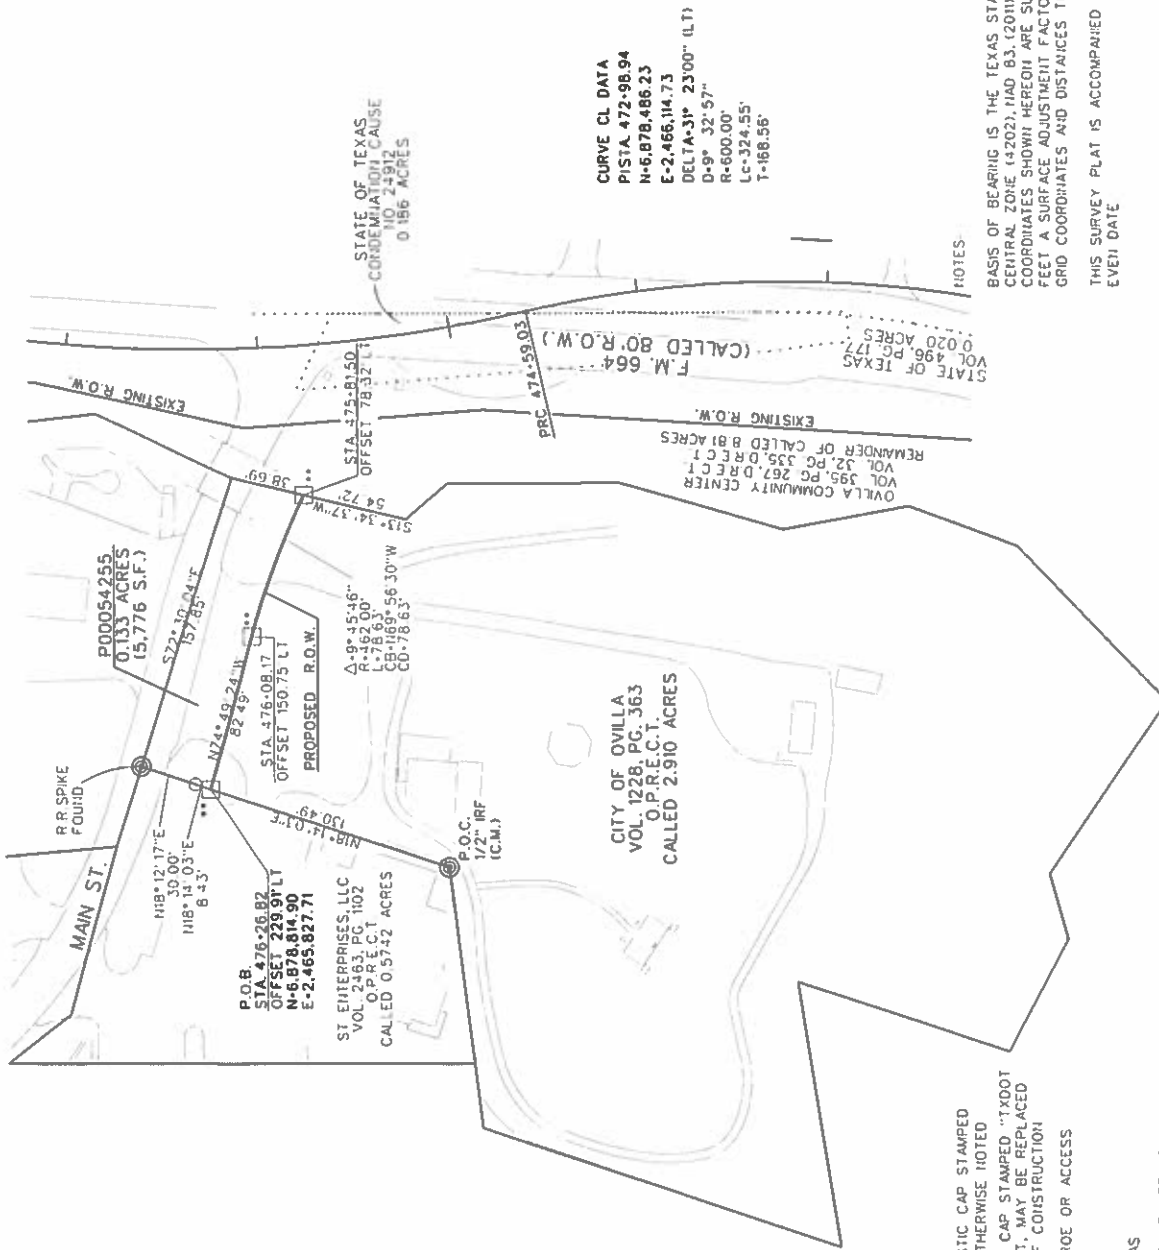 MAIN ST.
R.R.SPIKE
FOUND
N18° 12' 17"E
30.00'
N18° 14' 03"E
8.43'
P00054255
0.133 ACRES
(5,776 S.F.)
S72° 30' 04"E
157.85'
38.69'
EXISTING R.O.W.
N74° 49' 24"W
82.49'
STA. 476+08.17
OFFSET 150.75 LT
PROPOSED R.O.W.
P.O.B.
STA. 476+26.82
OFFSET 229.91' LT
N=6,878,814.90
E=2,465,827.71
ST ENTERPRISES, LLC
VOL. 2463, PG. 1102
O.P.R.E.C.T.
CALLED 0.5742 ACRES
N18° 14' 03"E
130.49'
P.O.C.
1/2" IRF
(C.M.)
Δ=9° 45'46"
R=462.00'
L=78.63'
CB=N69° 56'30"W
CD=78.63'
STA. 475+81.50
OFFSET 78.32' LT
S13° 34' 37"W
54.72'
STATE OF TEXAS
CONDEMNATION CAUSE
NO. 24912
0.186 ACRES
F.M. 664
(CALLED 80' R.O.W.)
PRC 474+59.03
EXISTING R.O.W.
OVILLA COMMUNITY CENTER
VOL. 395, PG. 267, D.R.E.C.T.
VOL. 32, PG. 335, D.R.E.C.T.
REMAINDER OF CALLED 8.81 ACRES
STATE OF TEXAS
VOL. 496, PG. 177
0.020 ACRES
CITY OF OVILLA
VOL. 1228, PG. 363
O.P.R.E.C.T.
CALLED 2.910 ACRES
CURVE CL DATA
PISTA. 472+98.94
N=6,878,486.23
E=2,466,114.73
DELTA=31° 23'00" (LT)
D=9° 32'57"
R=600.00'
Lc=324.55'
T=168.56'
NOTES:
BASIS OF BEARING IS THE TEXAS
CENTRAL ZONE (4202), NAD 83, (2011)
COORDINATES SHOWN HEREON ARE
FEET A SURFACE ADJUSTMENT
GRID COORDINATES AND DISTANCES
THIS SURVEY PLAT IS ACCOMPANIED
EVEN DATE
CAP STAMPED
NOTED
CAP STAMPED "TXDOT
MAY BE REPLACED
CONSTRUCTION
OR ACCESS